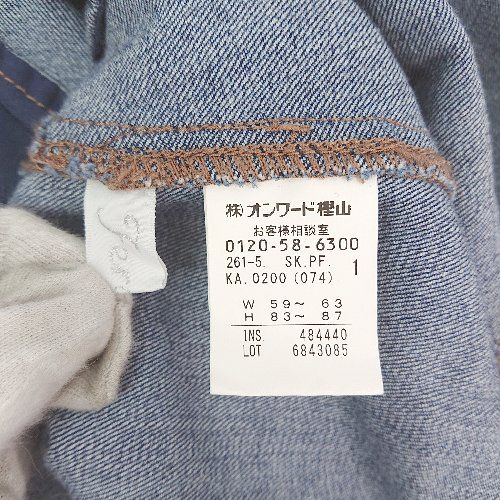 ㈱オンワード樫山
お客様相談室
0120-58-6300
261-5. SK.PF. 1
KA.0200 (074)
W 59～ 63
H 83～ 87
INS. 484440
LOT 6843085